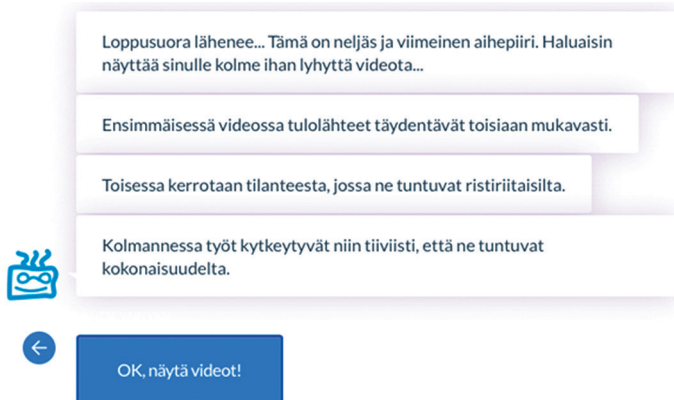 Loppusuora lähenee... Tämä on neljäs ja viimeinen aihepiiri. Haluaisin
näyttää sinulle kolme ihan lyhyttä videota...
Ensimmäisessä videossa tulolähteet täydentävät toisiaan mukavasti.
Toisessa kerrotaan tilanteesta, jossa ne tuntuvat ristiriitaisilta.
Kolmannessa työt kytkeytyvät niin tiiviisti, että ne tuntuvat
kokonaisuudelta.
OK, näytä videot!